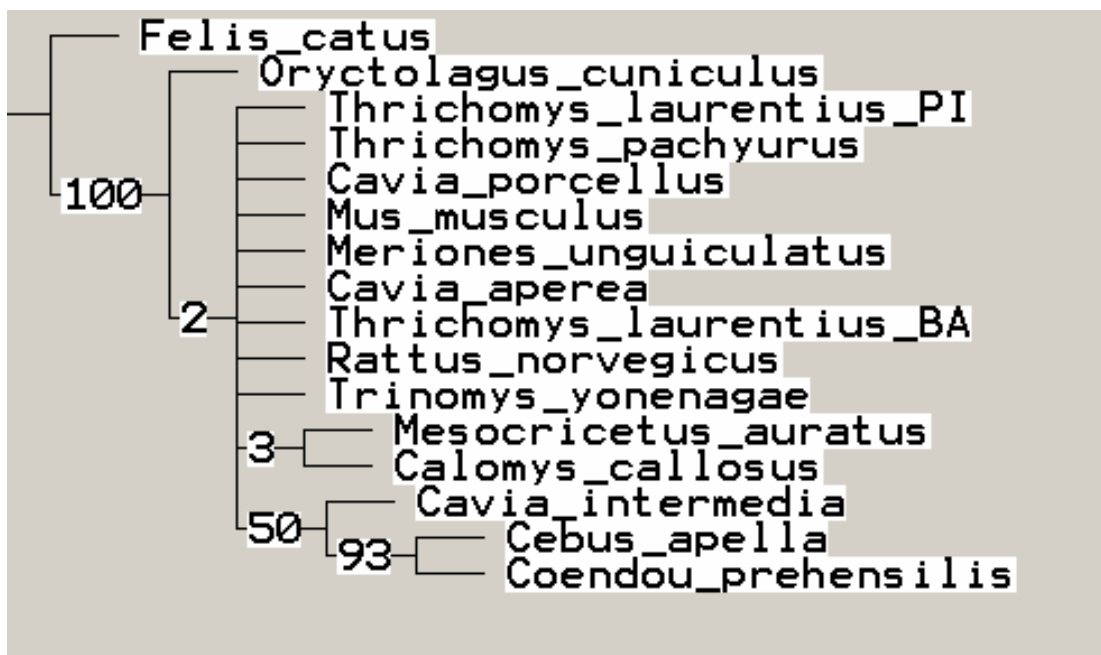 Felis_catus
Oryctolagus_cuniculus
Thrichomys_laurentius_PI
Thrichomys_pachyurus
100
Cavia_porcellus
Mus_musculus
Meriones_unguiculatus
Cavia_aperea
2
Thrichomys_laurentius_BA
Rattus_norvegicus
Trinomys_yonenagae
Mesocricetus_auratus
3
Calomys_callosus
Cavia_intermedia
50
Cebus_apella
93
Coendou_prehensilis